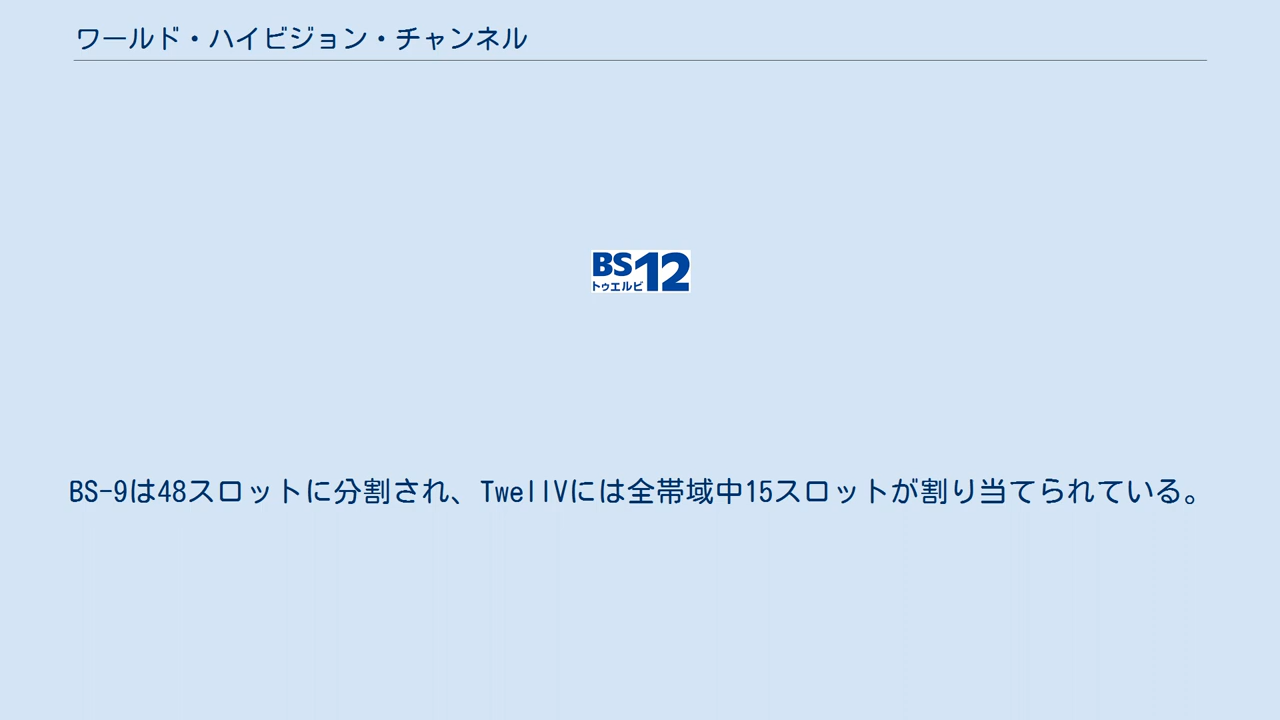 ワールド・ハイビジョン・チャンネル
BS12
トゥエルビ
BS-9は48スロットに分割され、TwellVには全帯域中15スロットが割り当てられている。